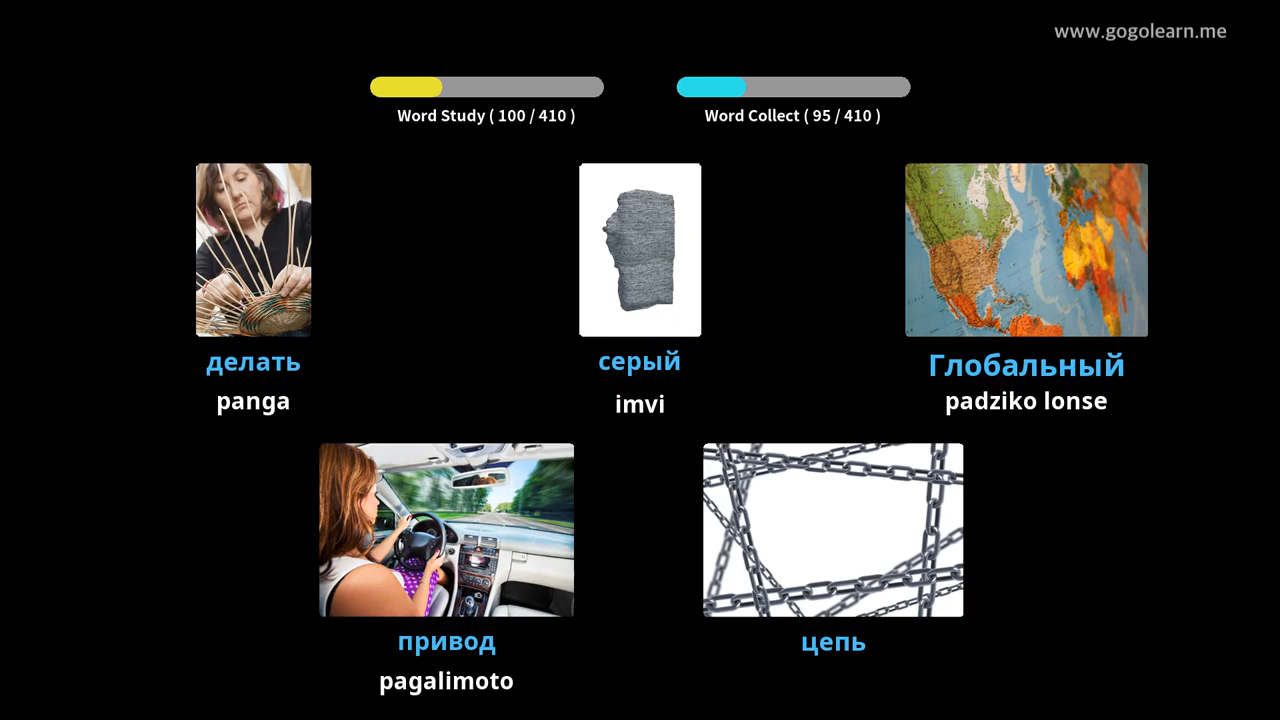 www.gogolearn.me
Word Study ( 100 / 410 )
Word Collect ( 95 / 410 )
делать
panga
серый
imvi
Глобальный
padziko lonse
привод
pagalimoto
цепь